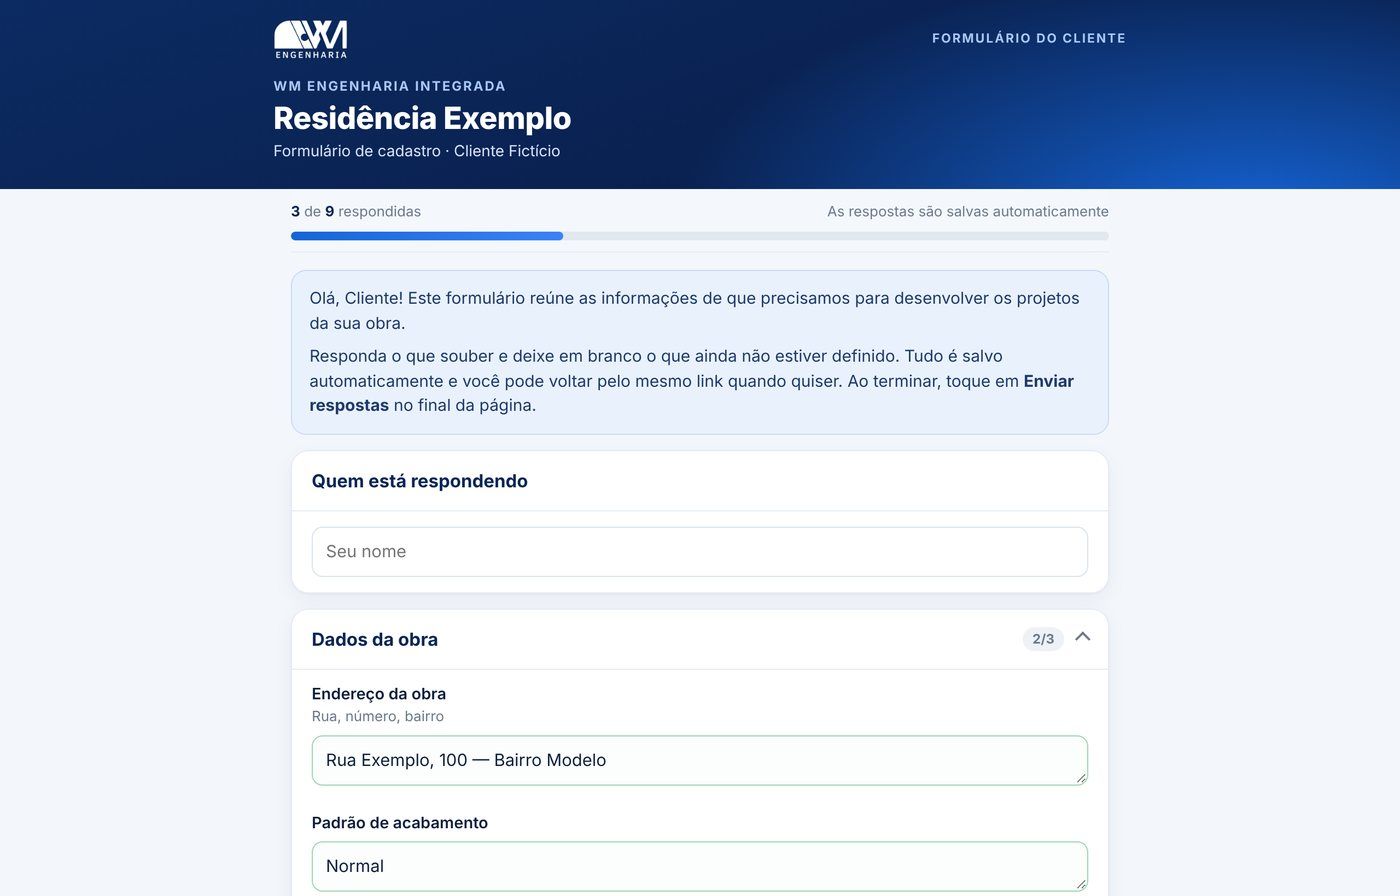 WM
ENGENHARIA
FORMULÁRIO DO CLIENTE
WM ENGENHARIA INTEGRADA
Residência Exemplo
Formulário de cadastro · Cliente Fictício
3 de 9 respondidas
As respostas são salvas automaticamente
Olá, Cliente! Este formulário reúne as informações de que precisamos para desenvolver os projetos
da sua obra.
Responda o que souber e deixe em branco o que ainda não estiver definido. Tudo é salvo
automaticamente e você pode voltar pelo mesmo link quando quiser. Ao terminar, toque em Enviar
respostas no final da página.
Quem está respondendo
Seu nome
Dados da obra
2/3
Endereço da obra
Rua, número, bairro
Rua Exemplo, 100 — Bairro Modelo
Padrão de acabamento
Normal